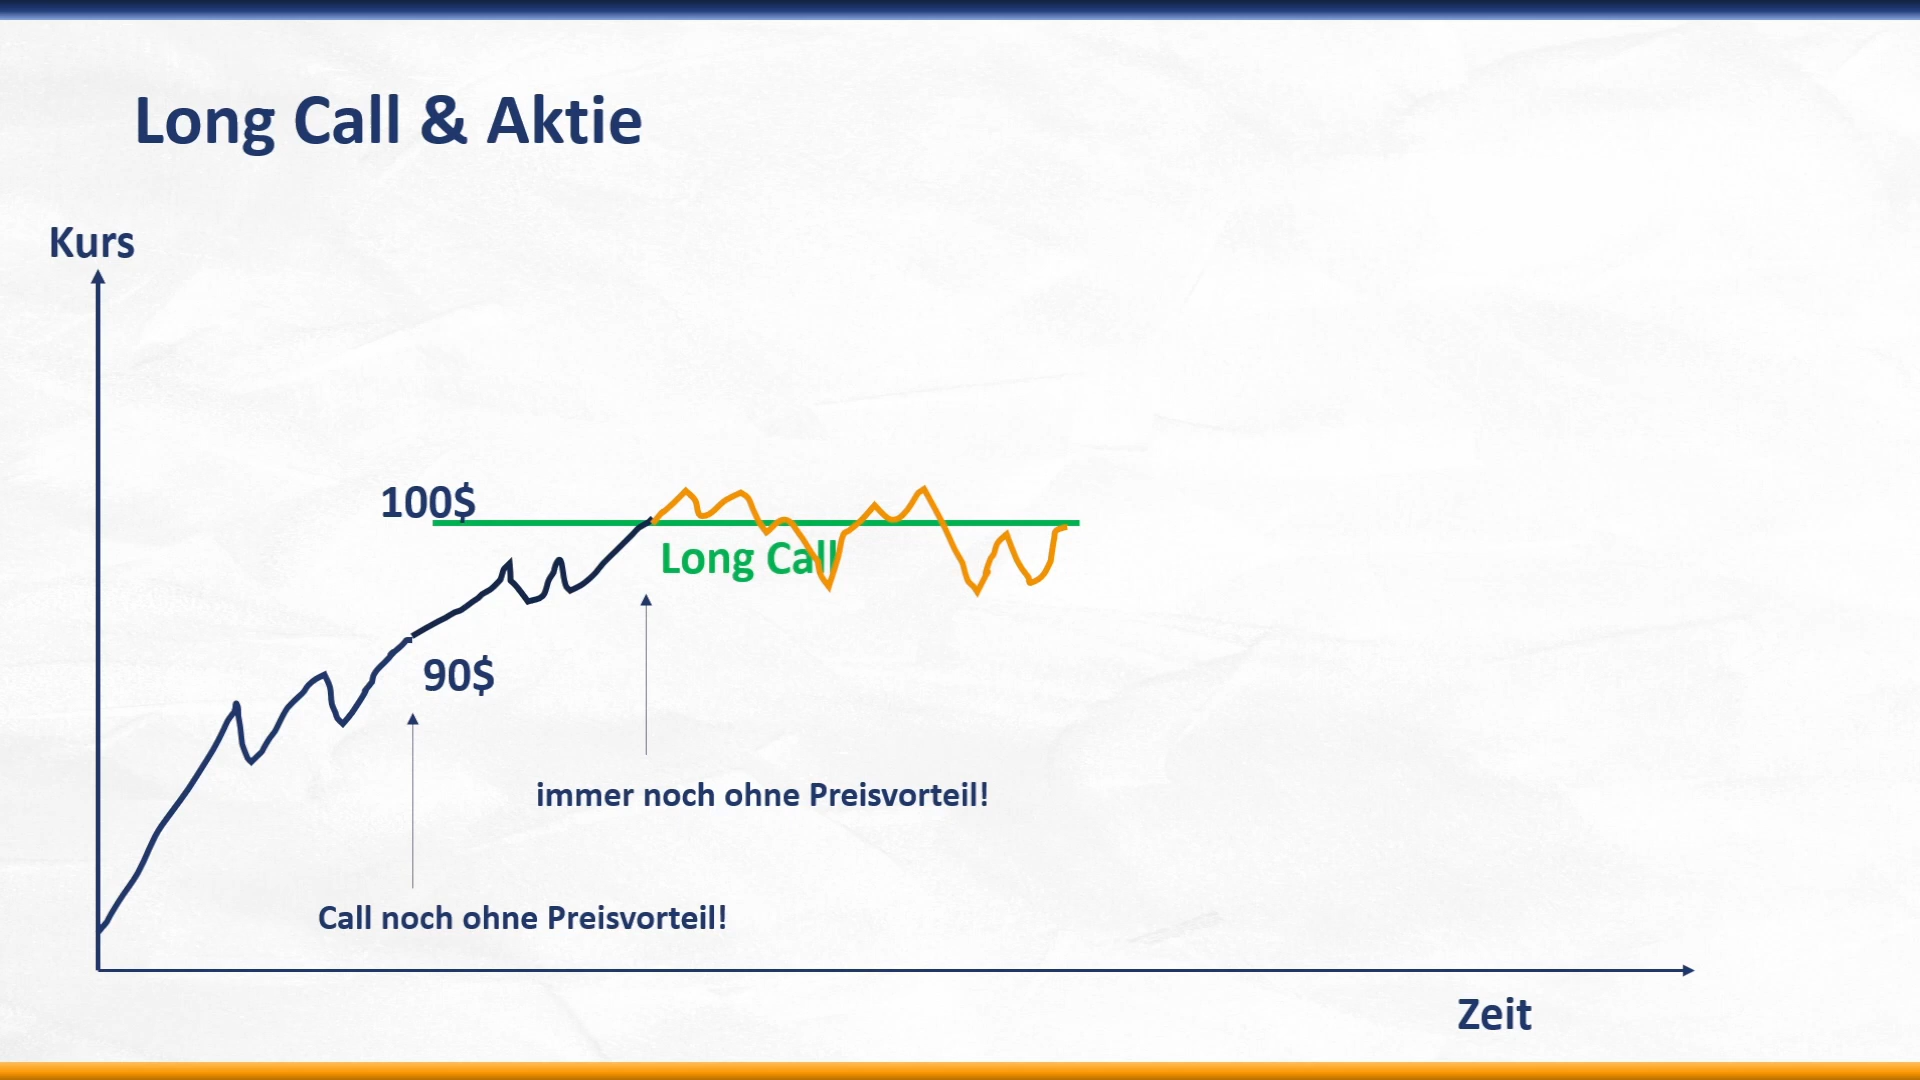 Long Call & Aktie
Kurs
100$
Long Call
90$
immer noch ohne Preisvorteil!
Call noch ohne Preisvorteil!
Zeit